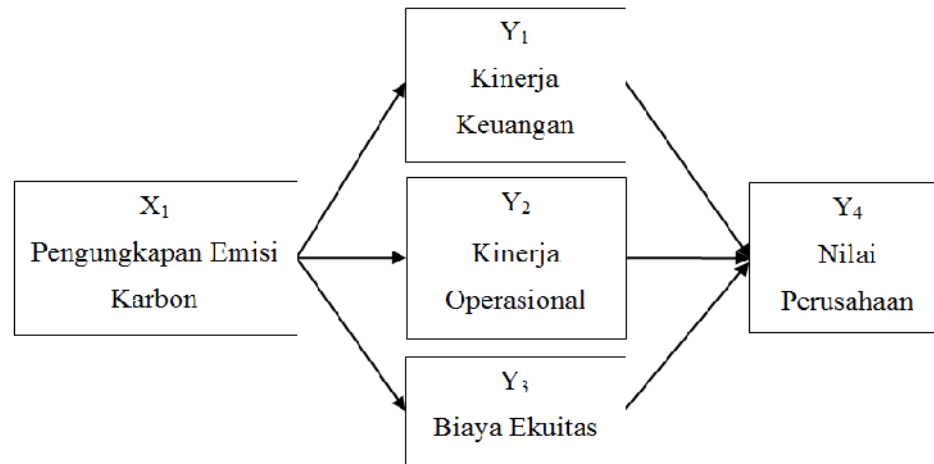 Y₁
Kinerja
Keuangan
X₁
Pengungkapan Emisi
Karbon
Y₂
Kinerja
Operasional
Y₄
Nilai
Perusahaan
Y₃
Biaya Ekuitas